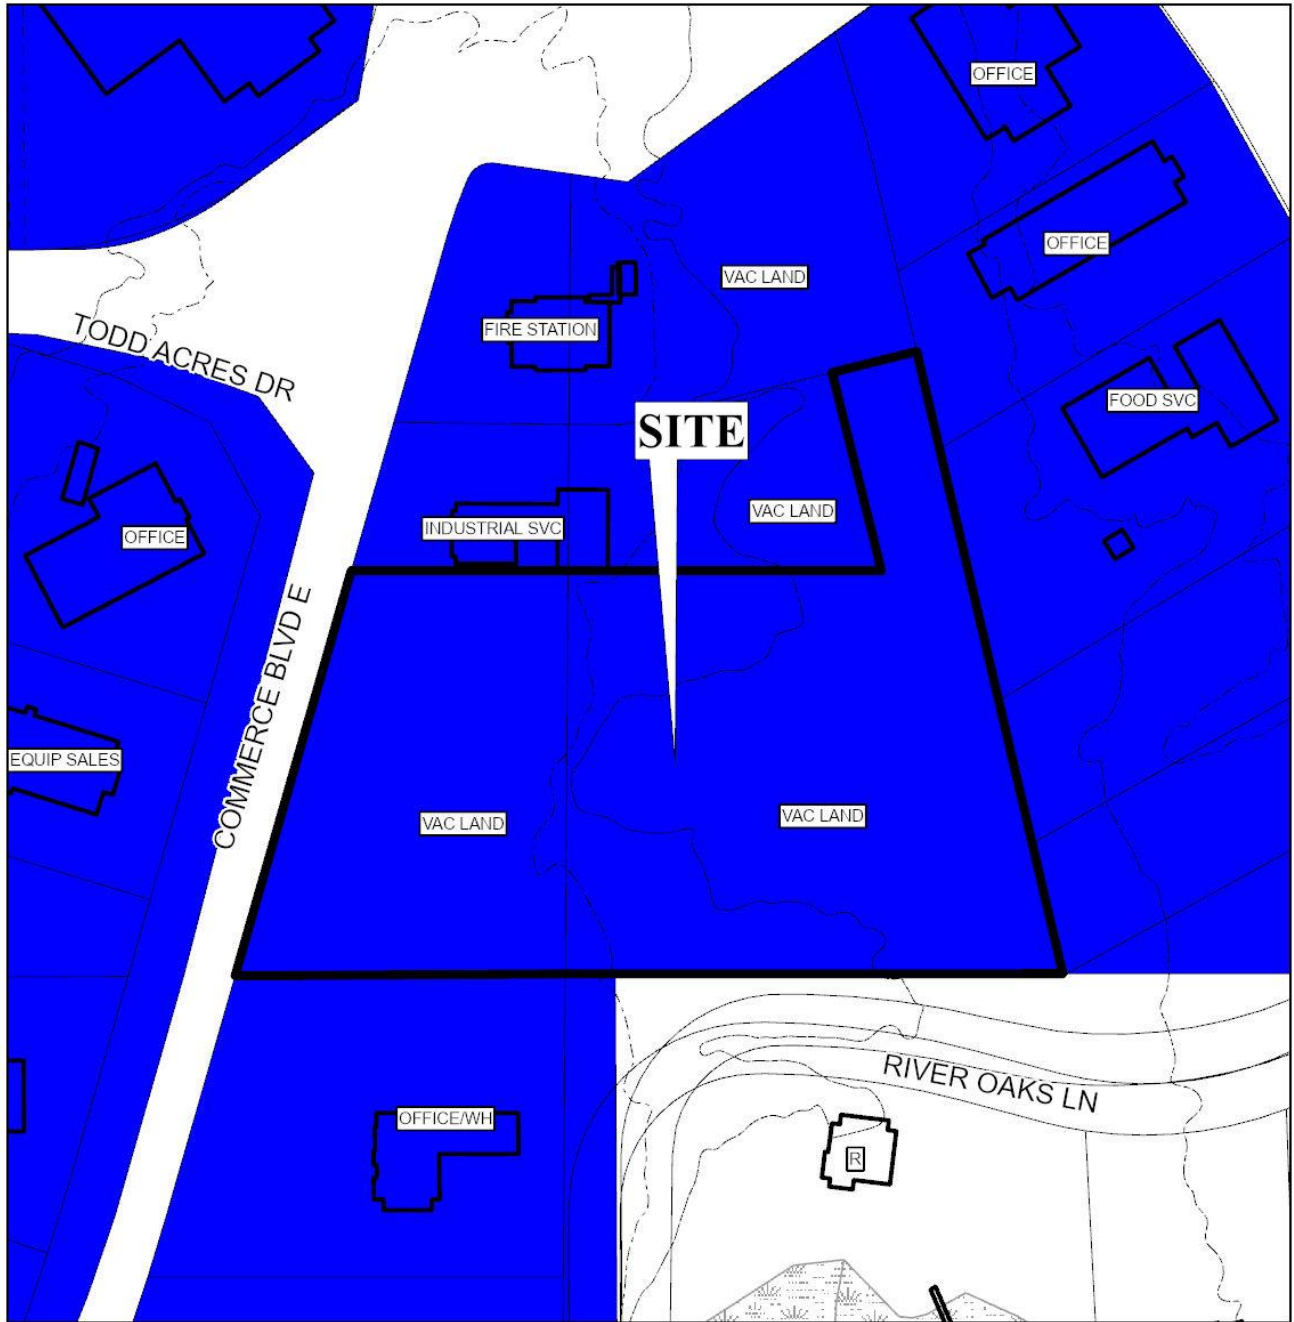 OFFICE
OFFICE
VAC LAND
FIRE STATION
TODD ACRES DR
FOOD SVC
SITE
VAC LAND
INDUSTRIAL SVC
OFFICE
COMMERCE BLVD E
EQUIP SALES
VAC LAND
VAC LAND
RIVER OAKS LN
OFFICE/WH
R